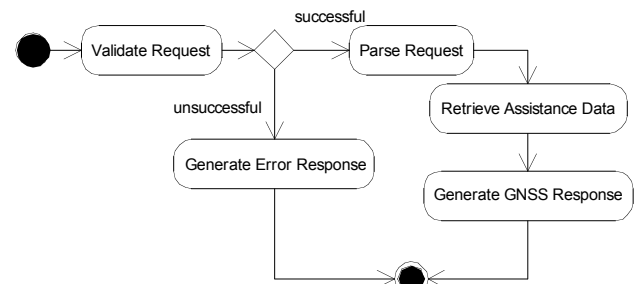 successful
Validate Request
Parse Request
unsuccessful
Retrieve Assistance Data
Generate Error Response
Generate GNSS Response